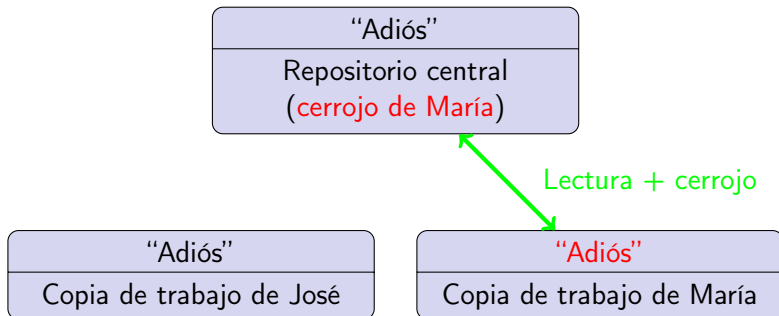 “Adiós”
Repositorio central
(cerrojo de María)
Lectura + cerrojo
“Adiós”
Copia de trabajo de José
“Adiós”
Copia de trabajo de María